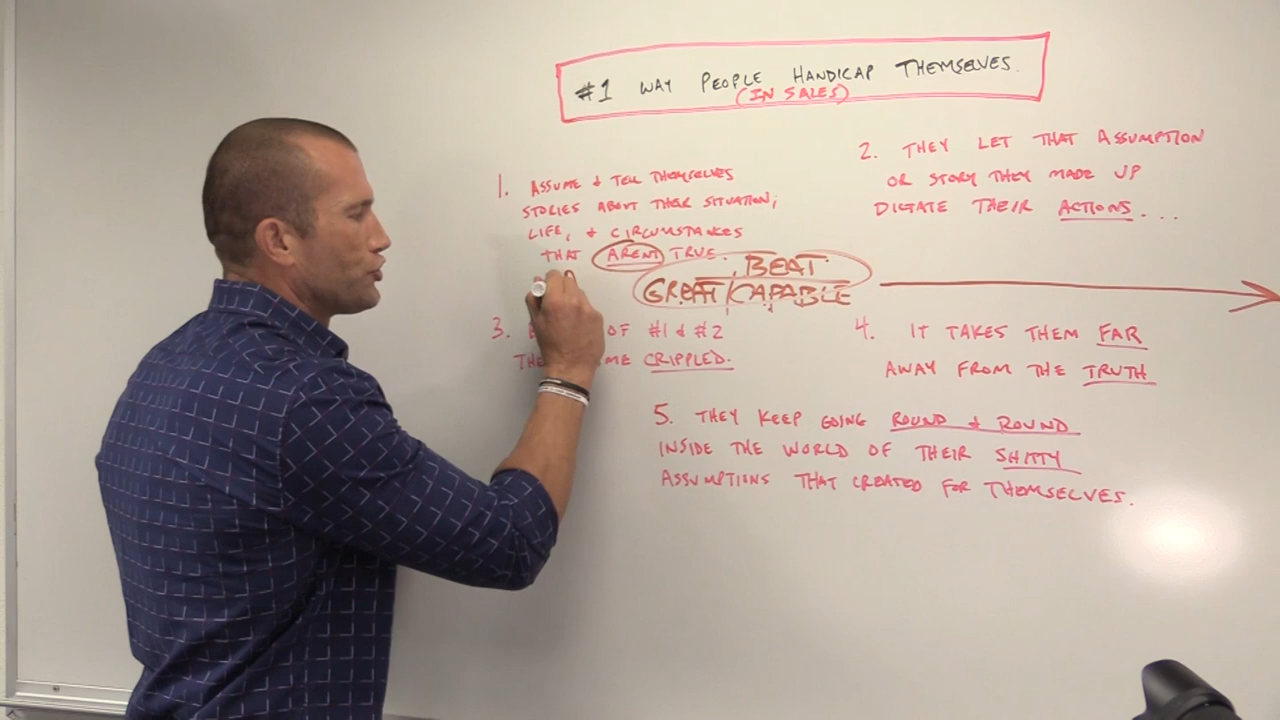 #1 WAY PEOPLE HANDICAP THEMSELVES.
(IN SALES)
1. ASSUME & TELL THEMSELVES
STORIES ABOUT THEIR SITUATION,
LIFE, & CIRCUMSTANCES
THAT ARENT TRUE.
BEAT
GREAT/CAPABLE
2. THEY LET THAT ASSUMPTION
OR STORY THEY MADE UP
DICTATE THEIR ACTIONS...
3. OF #1 & #2
CRIPPLED.
4. IT TAKES THEM FAR
AWAY FROM THE TRUTH
5. THEY KEEP GOING ROUND & ROUND
INSIDE THE WORLD OF THEIR SHITTY
ASSUMPTIONS THAT CREATED FOR THEMSELVES.